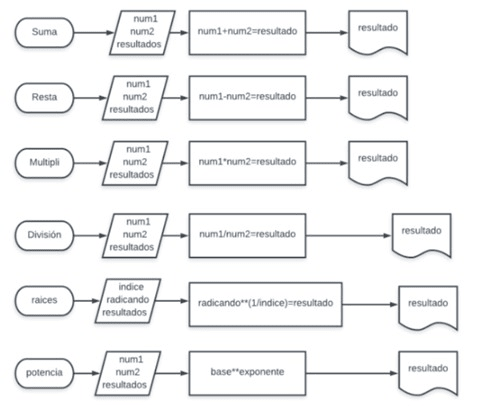 Suma
num1
num2
resultados
num1+num2=resultado
resultado
Resta
num1
num2
resultados
num1-num2=resultado
resultado
Multipli
num1
num2
resultados
num1*num2=resultado
resultado
División
num1
num2
resultados
num1/num2=resultado
resultado
raices
indice
radicando
resultados
radicando**(1/indice)=resultado
resultado
potencia
num1
num2
resultados
base**exponente
resultado